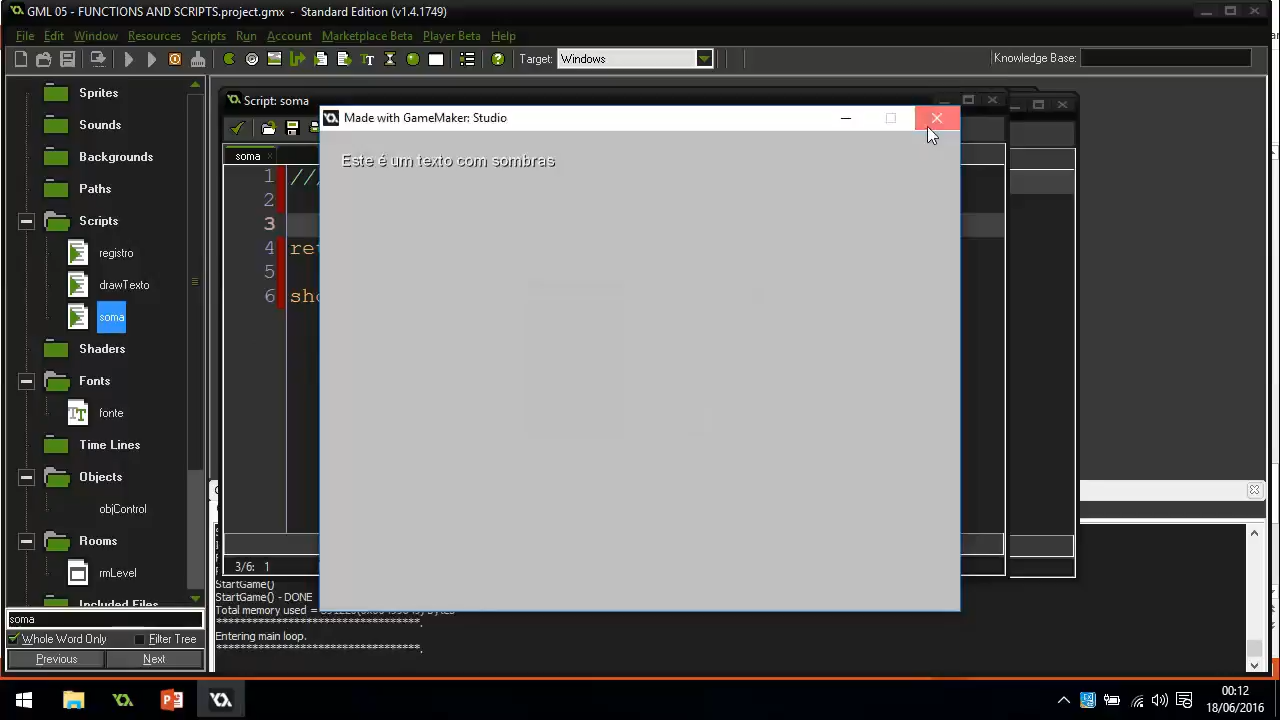 GML 05 - FUNCTIONS AND SCRIPTS.project.gmx - Standard Edition (v1.4.1749)
File Edit Window Resources Scripts Run Account Marketplace Beta Player Beta Help
Target: Windows
Knowledge Base:
Sprites
Sounds
Backgrounds
Paths
Scripts
registro
drawTexto
soma
Shaders
Fonts
fonte
Time Lines
Objects
objControl
Rooms
rmLevel
Included Files
soma
Whole Word Only Filter Tree
Previous Next
Script: soma
soma
1 ///
2
3
4
5
6
3/6: 1
Made with GameMaker: Studio
Este é um texto com sombras
StartGame()
StartGame() - DONE
Total memory used =
***********************************.
Entering main loop.
***********************************.
00:12
18/06/2016